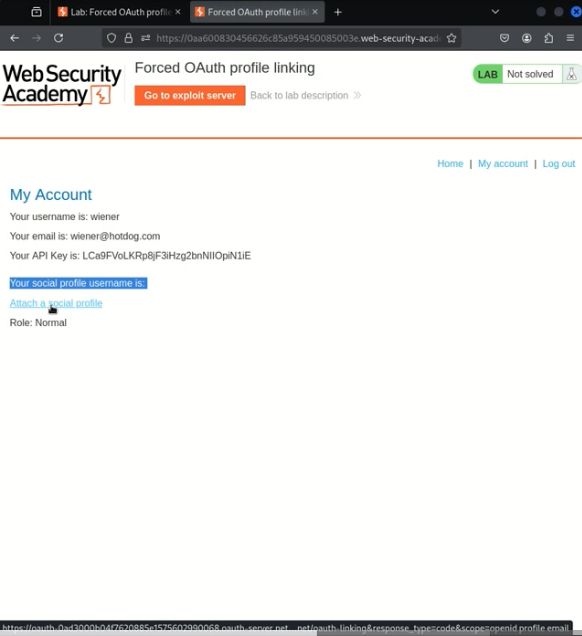 Lab: Forced OAuth profile
Forced OAuth profile link
https://0aa600830456626c85a959450085003e.web-security-acad
Web Security
Academy
Forced OAuth profile linking
Go to exploit server
Back to lab description
LAB
Not solved
Home | My account | Log out
My Account
Your username is: wiener
Your email is: wiener@hotdog.com
Your API Key is: LCa9FVoLKRp8jF3iHzg2bnNIIOpiN1iE
Your social profile username is:
Attach a social profile
Role: Normal
https://oauth-0ad3000b04f7620885e1575602990068.oauth-server.net…net/oauth-linking&response_type=code&scope=openid profile email